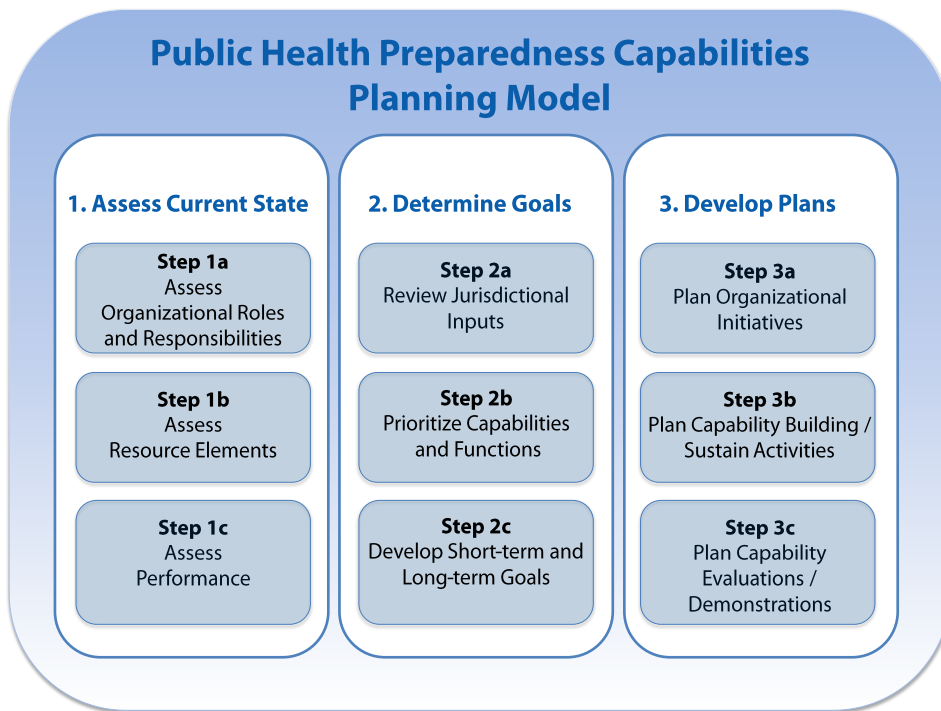 Public Health Preparedness Capabilities
Planning Model
1. Assess Current State
Step 1a
Assess
Organizational Roles
and Responsibilities
Step 1b
Assess
Resource Elements
Step 1c
Assess
Performance
2. Determine Goals
Step 2a
Review Jurisdictional
Inputs
Step 2b
Prioritize Capabilities
and Functions
Step 2c
Develop Short-term and
Long-term Goals
3. Develop Plans
Step 3a
Plan Organizational
Initiatives
Step 3b
Plan Capability Building /
Sustain Activities
Step 3c
Plan Capability
Evaluations /
Demonstrations